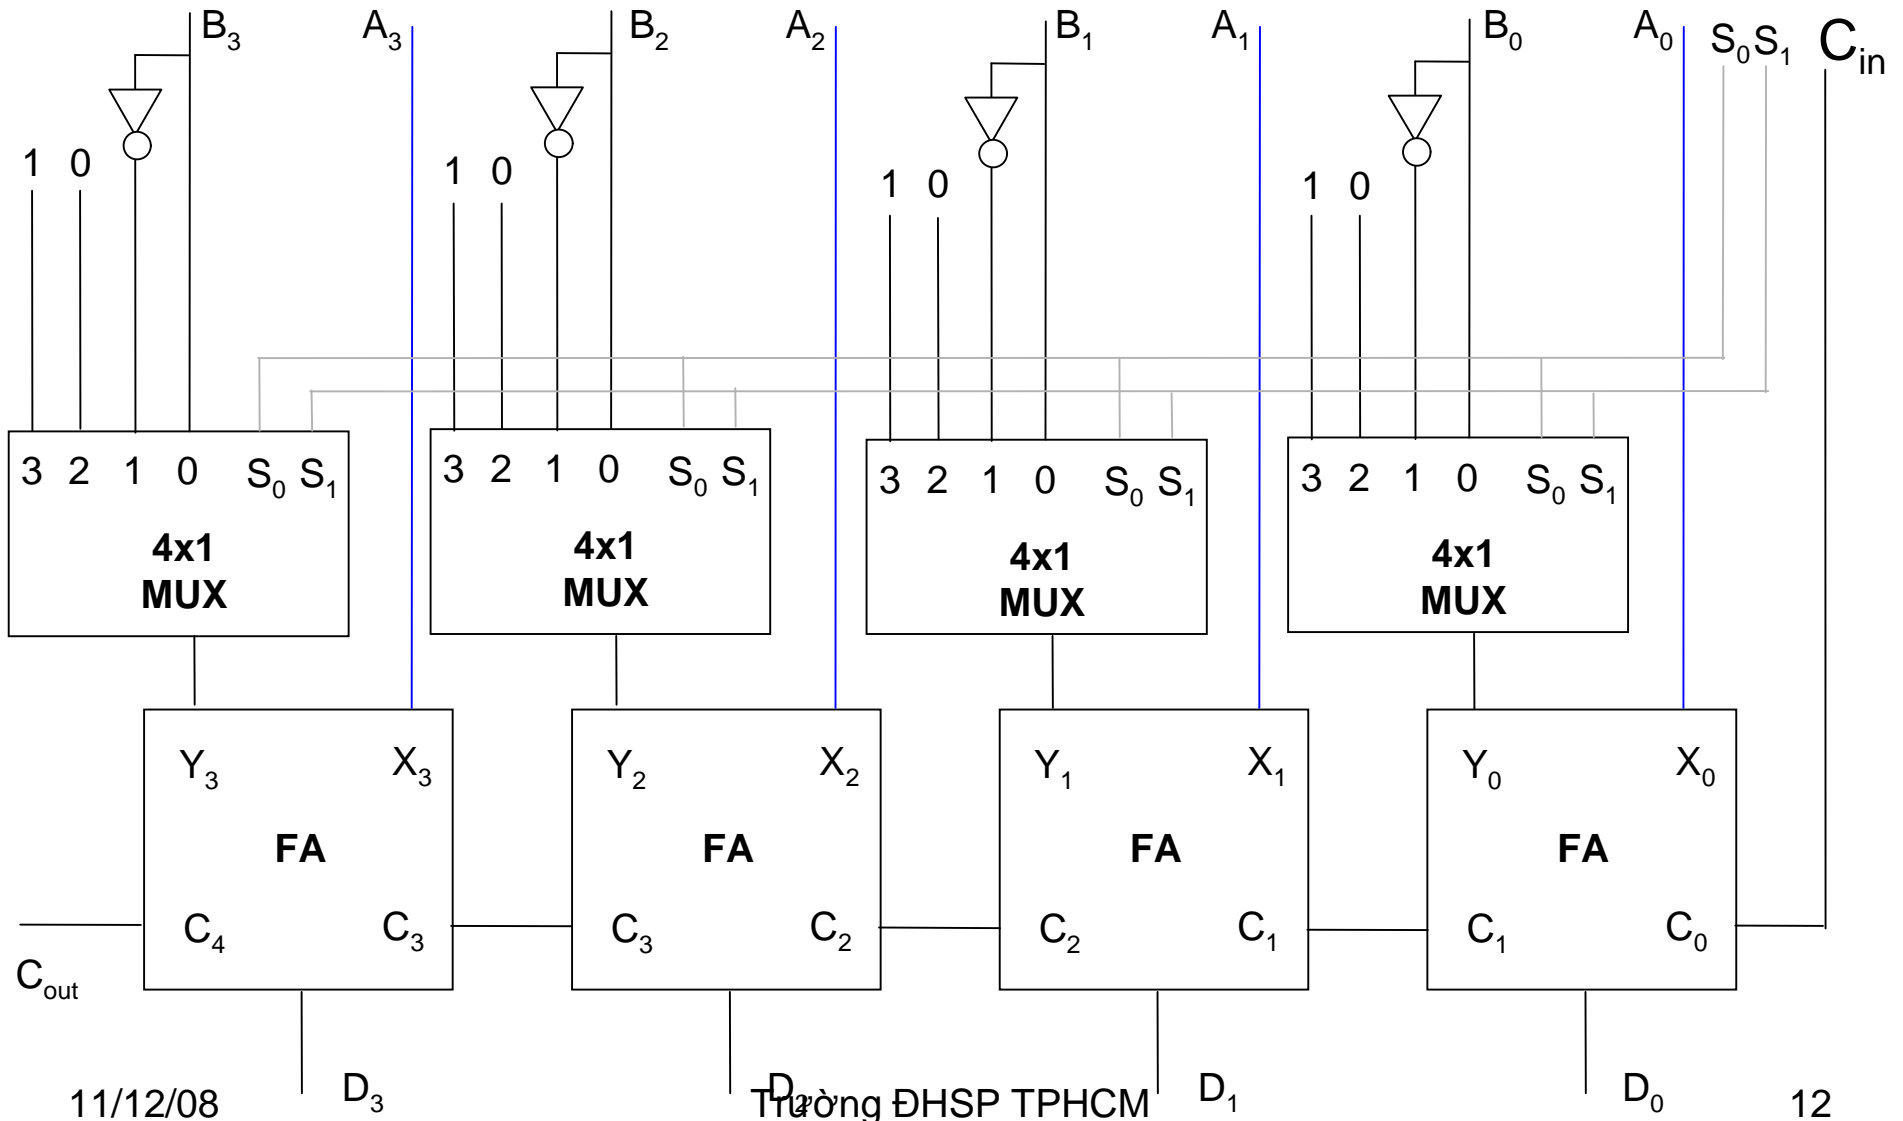 B₃ A₃ B₂ A₂ B₁ A₁ B₀ A₀ S₀ S₁ Cᵢₙ
1 0 1 0 1 0 1 0
3 2 1 0 S₀ S₁ 3 2 1 0 S₀ S₁ 3 2 1 0 S₀ S₁ 3 2 1 0 S₀ S₁
4x1 4x1 4x1 4x1
MUX MUX MUX MUX
Y₃ X₃ Y₂ X₂ Y₁ X₁ Y₀ X₀
FA FA FA FA
C₄ C₃ C₃ C₂ C₂ C₁ C₁ C₀
Cₒᵤₜ
D₃ D₂ D₁ D₀
11/12/08 Trường ĐHSP TPHCM 12